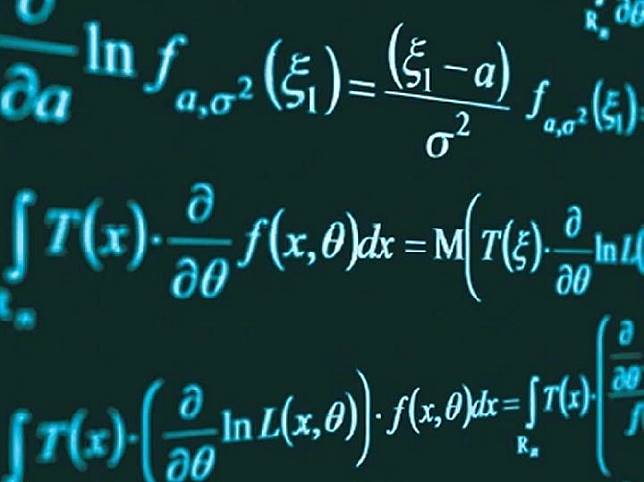 ∂/∂a ln f_{a,σ²}(ξ₁) = (ξ₁ − a)/σ² f_{a,σ²}(ξ₁)
∫ T(x) · ∂/∂θ f(x, θ)dx = M(T(ξ) · ∂/∂θ ln L(
∫ T(x) · (∂/∂θ ln L(x, θ)) · f(x, θ)dx = ∫_{Rₙ} T(x) · (∂/∂θ